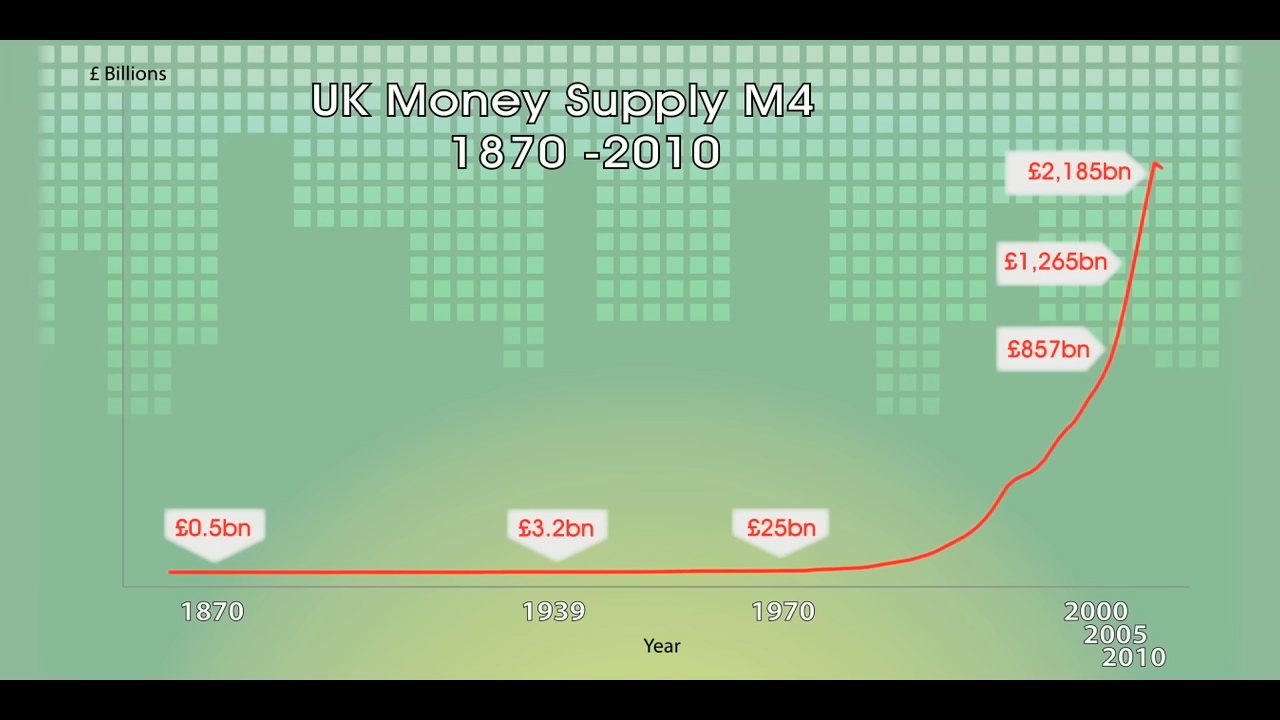 £ Billions
UK Money Supply M4
1870 -2010
£2,185bn
£1,265bn
£857bn
£0.5bn
£3.2bn
£25bn
1870
1939
1970
2000
2005
2010
Year